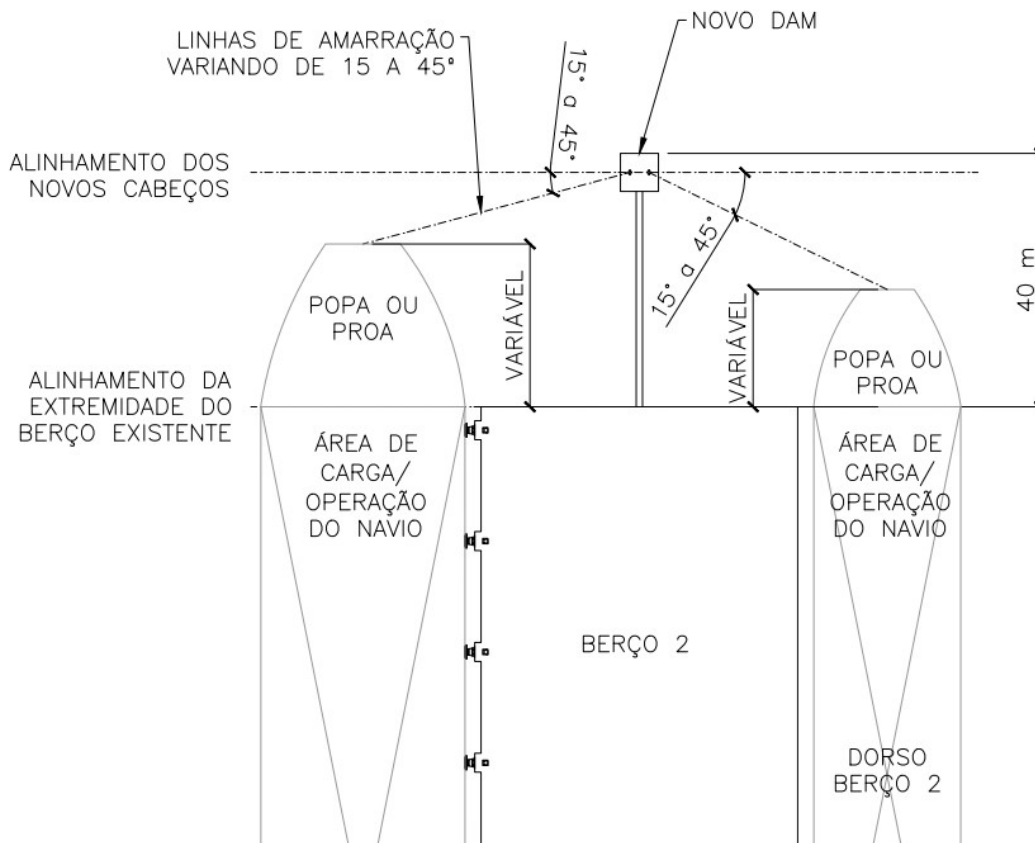 NOVO DAM
LINHAS DE AMARRAÇÃO
VARIANDO DE 15 A 45°
15° a 45°
ALINHAMENTO DOS
NOVOS CABEÇOS
15° a 45°
40 m
VARIÁVEL
VARIÁVEL
POPA OU
PROA
POPA OU
PROA
ALINHAMENTO DA
EXTREMIDADE DO
BERÇO EXISTENTE
ÁREA DE
CARGA/
OPERAÇÃO
DO NAVIO
ÁREA DE
CARGA/
OPERAÇÃO
DO NAVIO
BERÇO 2
DORSO
BERÇO 2